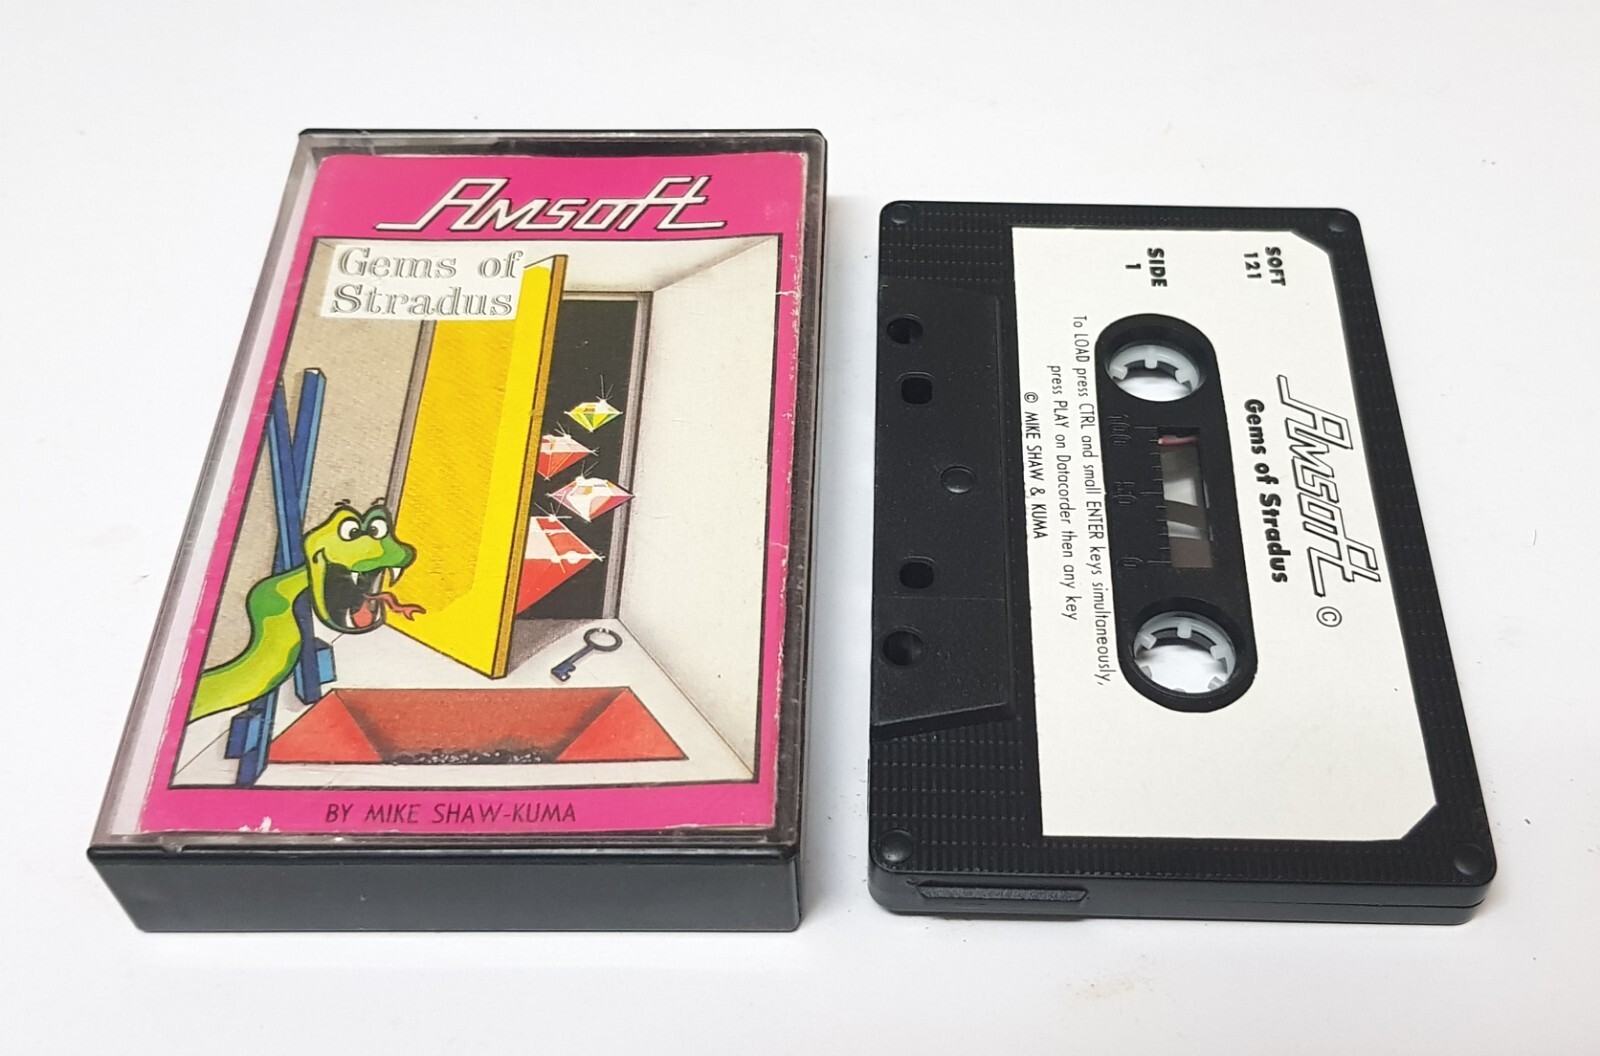 Amsoft
Gems of
Stradus
BY MIKE SHAW-KUMA
SOFT
121
Amsoft ©
SIDE
1
Gems of Stradus
100 50 0
To LOAD press CTRL and small ENTER keys simultaneously,
press PLAY on Datacorder then any key
© MIKE SHAW & KUMA